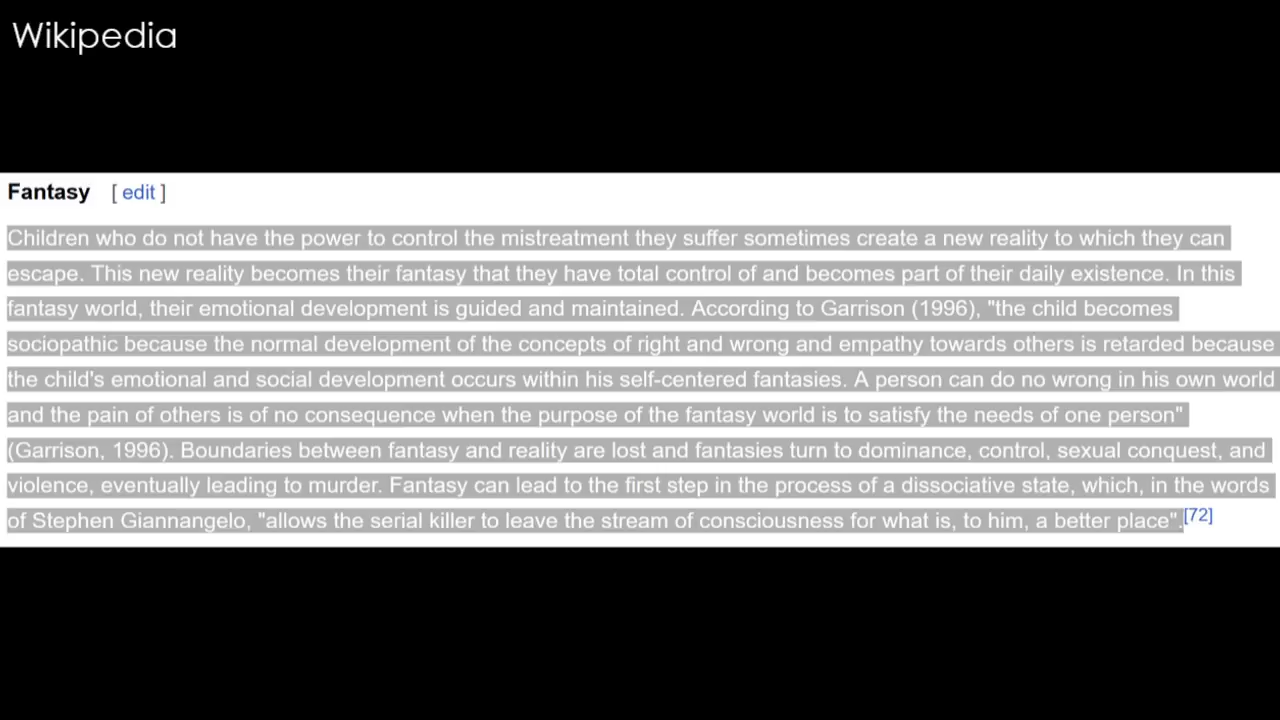 Wikipedia
Fantasy [ edit ]
Children who do not have the power to control the mistreatment they suffer sometimes create a new reality to which they can
escape. This new reality becomes their fantasy that they have total control of and becomes part of their daily existence. In this
fantasy world, their emotional development is guided and maintained. According to Garrison (1996), "the child becomes
sociopathic because the normal development of the concepts of right and wrong and empathy towards others is retarded because
the child's emotional and social development occurs within his self-centered fantasies. A person can do no wrong in his own world
and the pain of others is of no consequence when the purpose of the fantasy world is to satisfy the needs of one person"
(Garrison, 1996). Boundaries between fantasy and reality are lost and fantasies turn to dominance, control, sexual conquest, and
violence, eventually leading to murder. Fantasy can lead to the first step in the process of a dissociative state, which, in the words
of Stephen Giannangelo, "allows the serial killer to leave the stream of consciousness for what is, to him, a better place".[72]